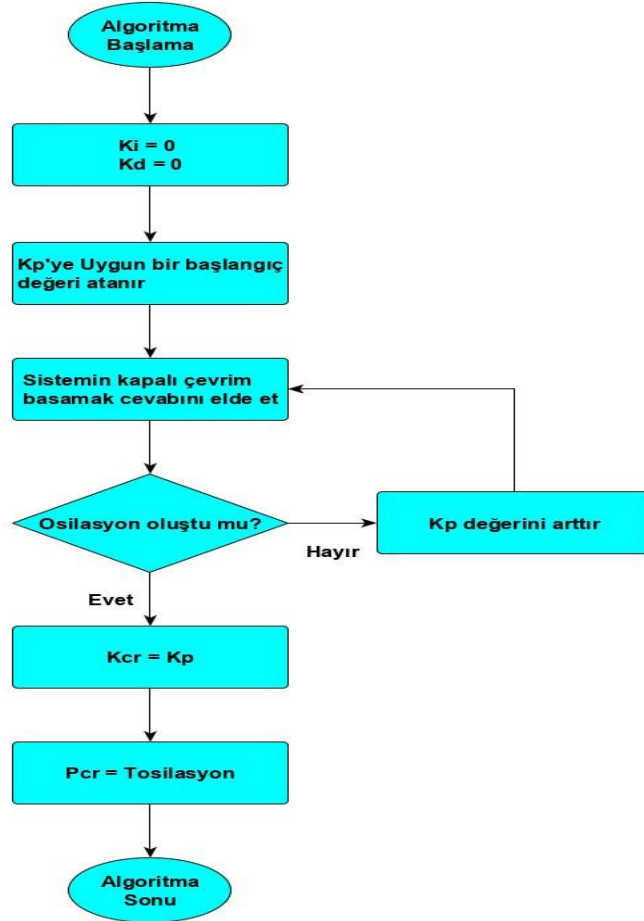 Algoritma
Başlama
Ki = 0
Kd = 0
Kp'ye Uygun bir başlangıç
değeri atanır
Sistemin kapalı çevrim
basamak cevabını elde et
Osilasyon oluştu mu?
Hayır
Kp değerini arttır
Evet
Kcr = Kp
Pcr = Tosilasyon
Algoritma
Sonu